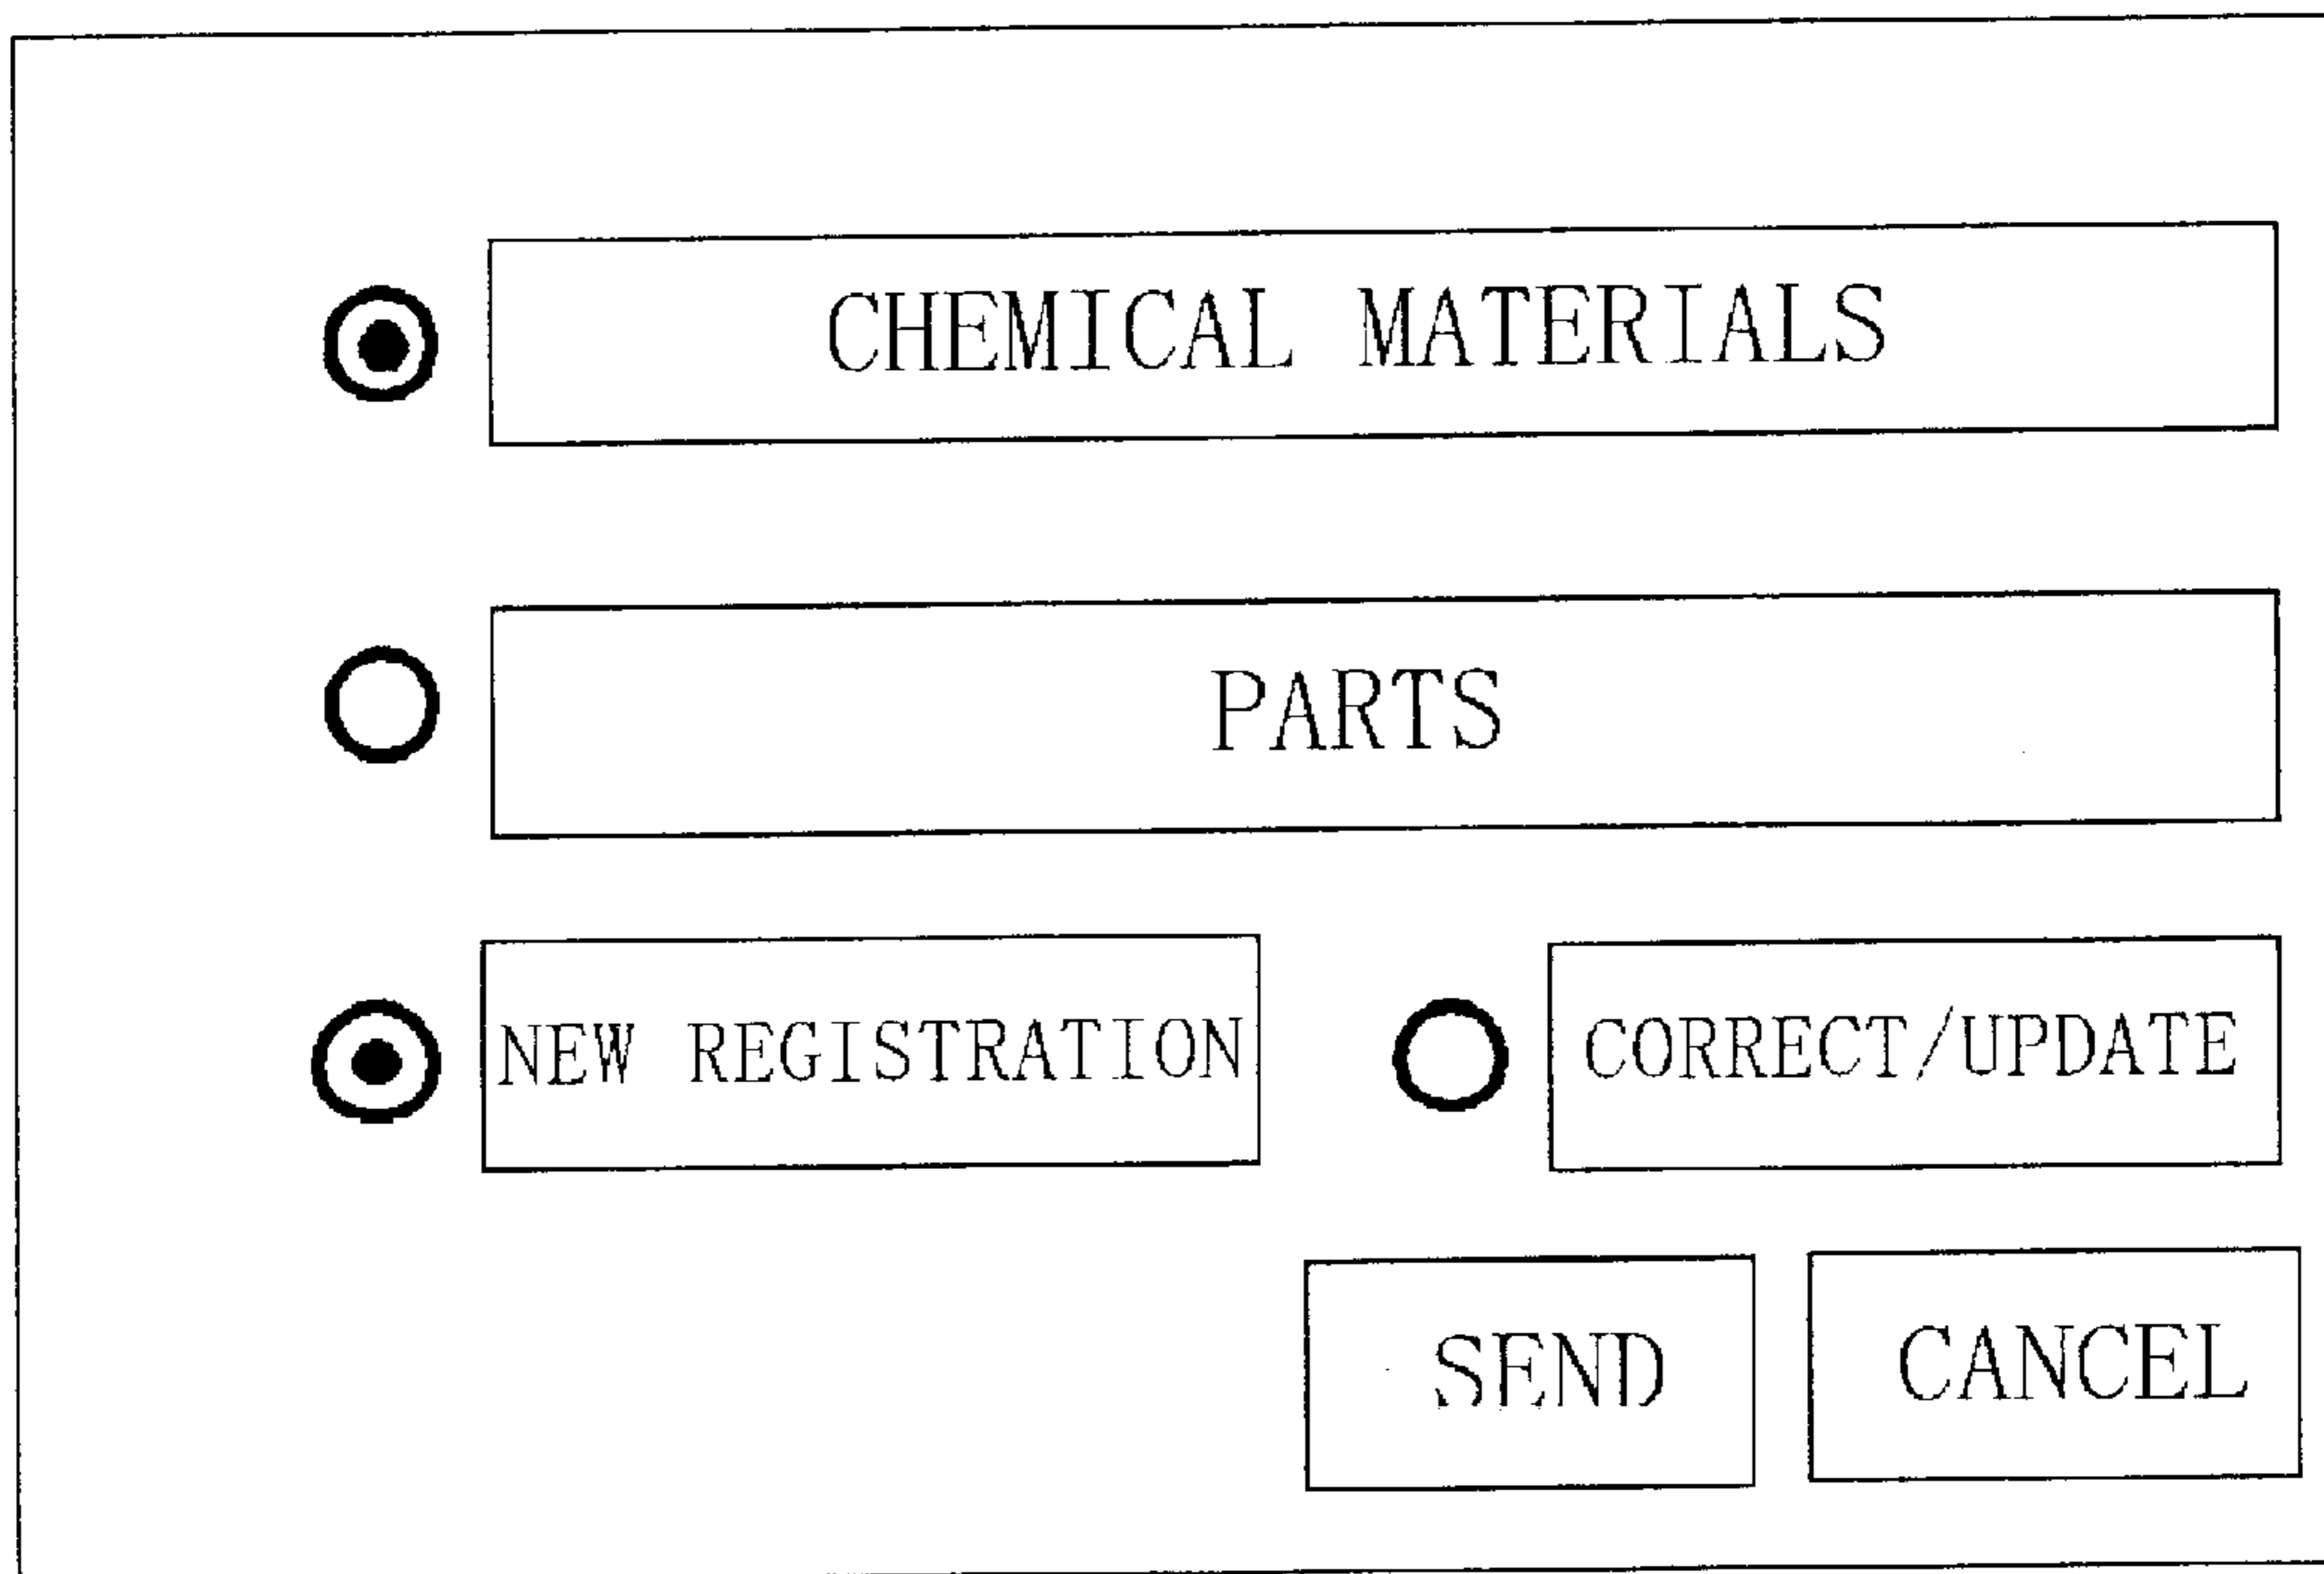 CHEMICAL MATERIALS
PARTS
NEW REGISTRATION
CORRECT/UPDATE
SEND
CANCEL